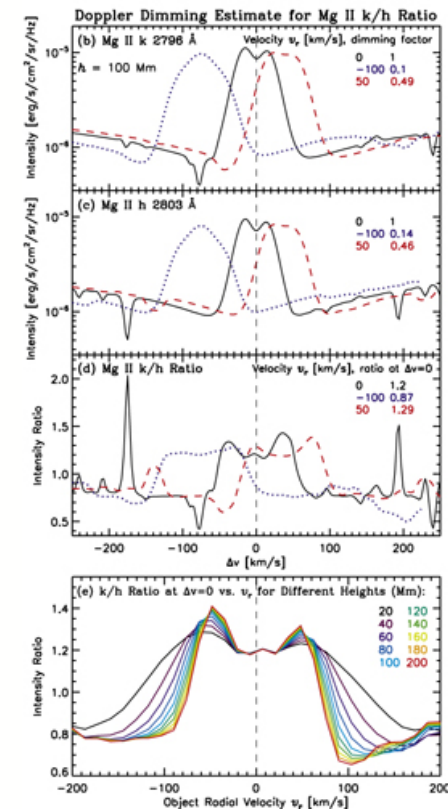 Doppler Dimming Estimate for Mg II k/h Ratio
(b) Mg II k 2796 Å
Velocity vᵣ [km/s], dimming factor
h = 100 Mm
0 1
-100 0.1
50 0.49
10⁻⁵
10⁻⁶
Intensity [erg/s/cm²/sr/Hz]
(c) Mg II h 2803 Å
0 1
-100 0.14
50 0.46
10⁻⁵
10⁻⁶
Intensity [erg/s/cm²/sr/Hz]
(d) Mg II k/h Ratio
Velocity vᵣ [km/s], ratio at Δv=0
0 1.2
-100 0.87
50 1.29
2.0
1.5
1.0
0.5
Intensity Ratio
-200 -100 0 100 200
Δv [km/s]
(e) k/h Ratio at Δv=0 vs. vᵣ for Different Heights (Mm):
20 120
40 140
60 160
80 180
100 200
1.4
1.2
1.0
0.8
0.6
Intensity Ratio
-200 -100 0 100 200
Object Radial Velocity vᵣ [km/s]